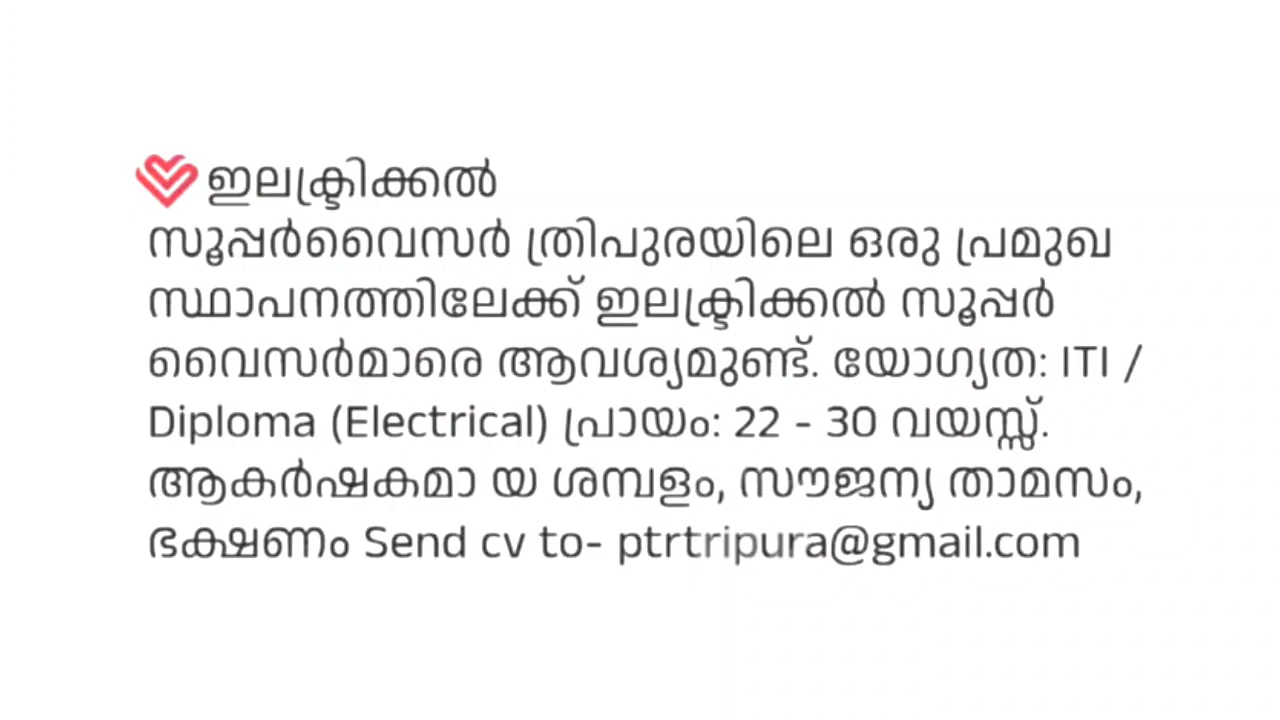 ഇലക്ട്രിക്കൽ
സൂപ്പർവൈസർ ത്രിപുരയിലെ ഒരു പ്രമുഖ
സ്ഥാപനത്തിലേക്ക് ഇലക്ട്രിക്കൽ സൂപ്പർ
വൈസർമാരെ ആവശ്യമുണ്ട്. യോഗ്യത: ITI /
Diploma (Electrical) പ്രായം: 22 - 30 വയസ്സ്.
ആകർഷകമാ യ ശമ്പളം, സൗജന്യ താമസം,
ഭക്ഷണം Send cv to- ptrtripura@gmail.com